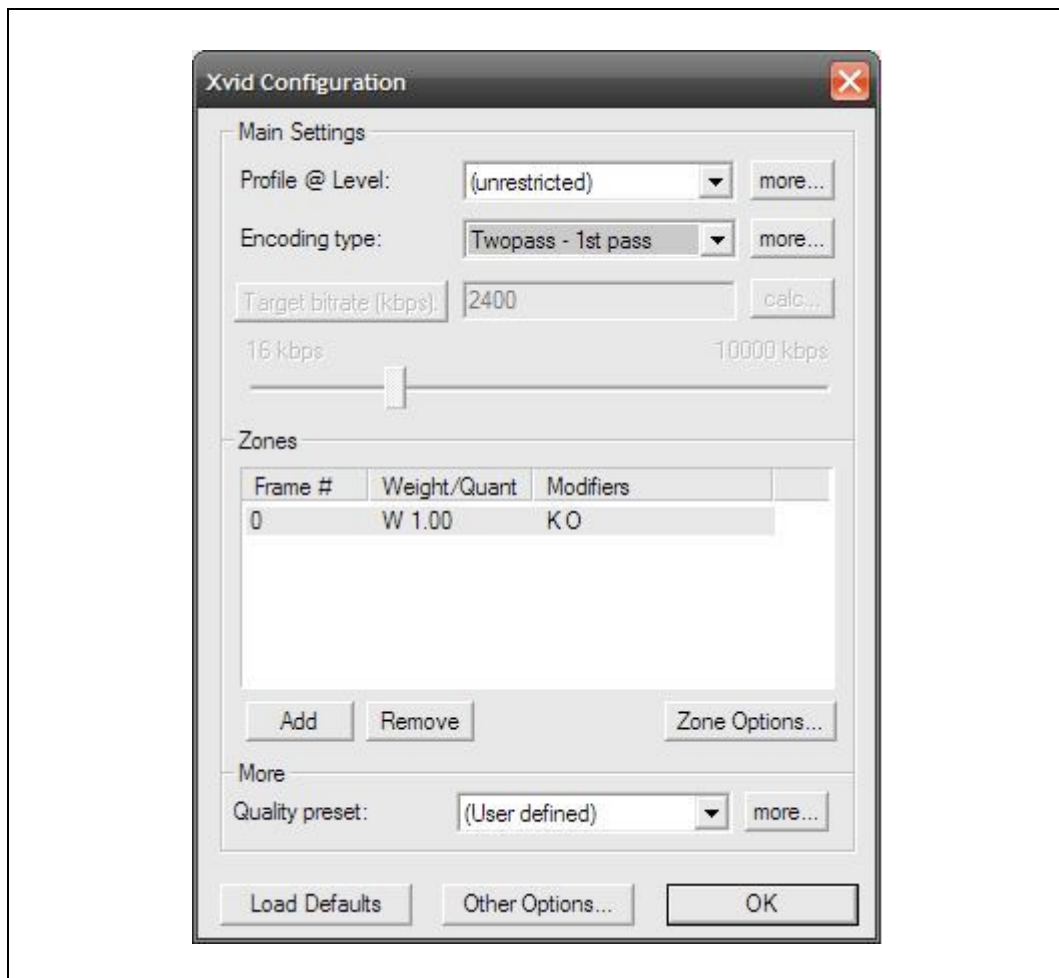 Xvid Configuration
Main Settings
Profile @ Level: (unrestricted) more...
Encoding type: Twopass - 1st pass more...
Target bitrate (kbps): 2400 calc...
16 kbps 10000 kbps
Zones
Frame # Weight/Quant Modifiers
0 W 1.00 K O
Add Remove Zone Options...
More
Quality preset: (User defined) more...
Load Defaults Other Options... OK